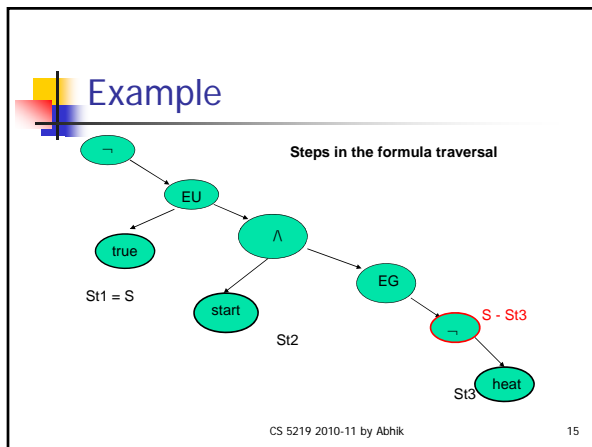 Example
Steps in the formula traversal
¬
EU
true
/\
St1 = S
start
EG
St2
¬
S - St3
St3
heat
CS 5219 2010-11 by Abhik
15